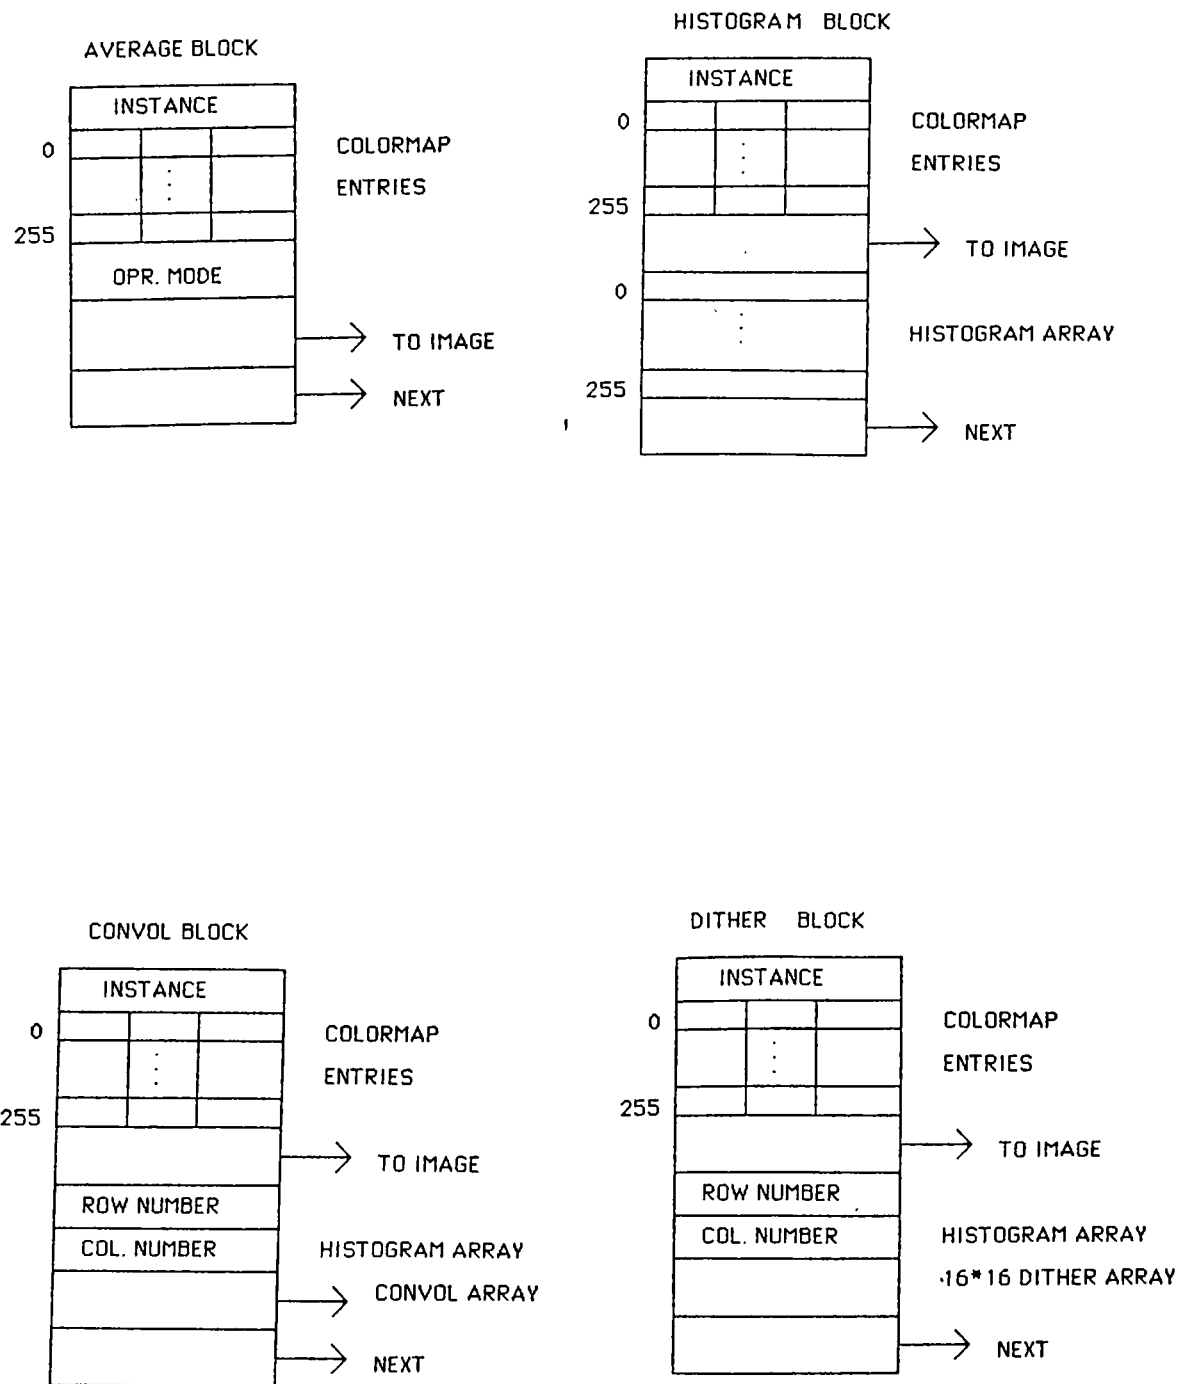 AVERAGE BLOCK
INSTANCE
0
COLORMAP
ENTRIES
255
OPR. MODE
TO IMAGE
NEXT
HISTOGRAM BLOCK
INSTANCE
0
COLORMAP
ENTRIES
255
TO IMAGE
0
HISTOGRAM ARRAY
255
NEXT
CONVOL BLOCK
INSTANCE
0
COLORMAP
ENTRIES
255
TO IMAGE
ROW NUMBER
COL. NUMBER
HISTOGRAM ARRAY
CONVOL ARRAY
NEXT
DITHER BLOCK
INSTANCE
0
COLORMAP
ENTRIES
255
TO IMAGE
ROW NUMBER
COL. NUMBER
HISTOGRAM ARRAY
16*16 DITHER ARRAY
NEXT